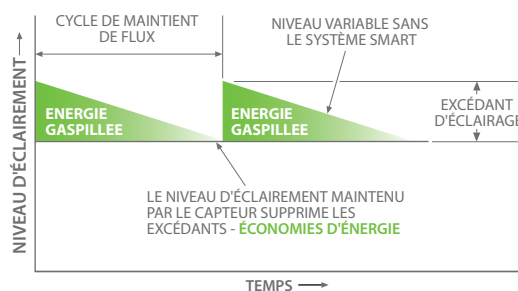 CYCLE DE MAINTIENT
DE FLUX
NIVEAU VARIABLE SANS
LE SYSTÈME SMART
NIVEAU D'ÉCLAIREMENT
ENERGIE
GASPILLEE
ENERGIE
GASPILLEE
EXCÉDANT
D'ÉCLAIRAGE
LE NIVEAU D'ÉCLAIREMENT MAINTENU
PAR LE CAPTEUR SUPPRIME LES
EXCÉDANTS - ÉCONOMIES D'ÉNERGIE
TEMPS